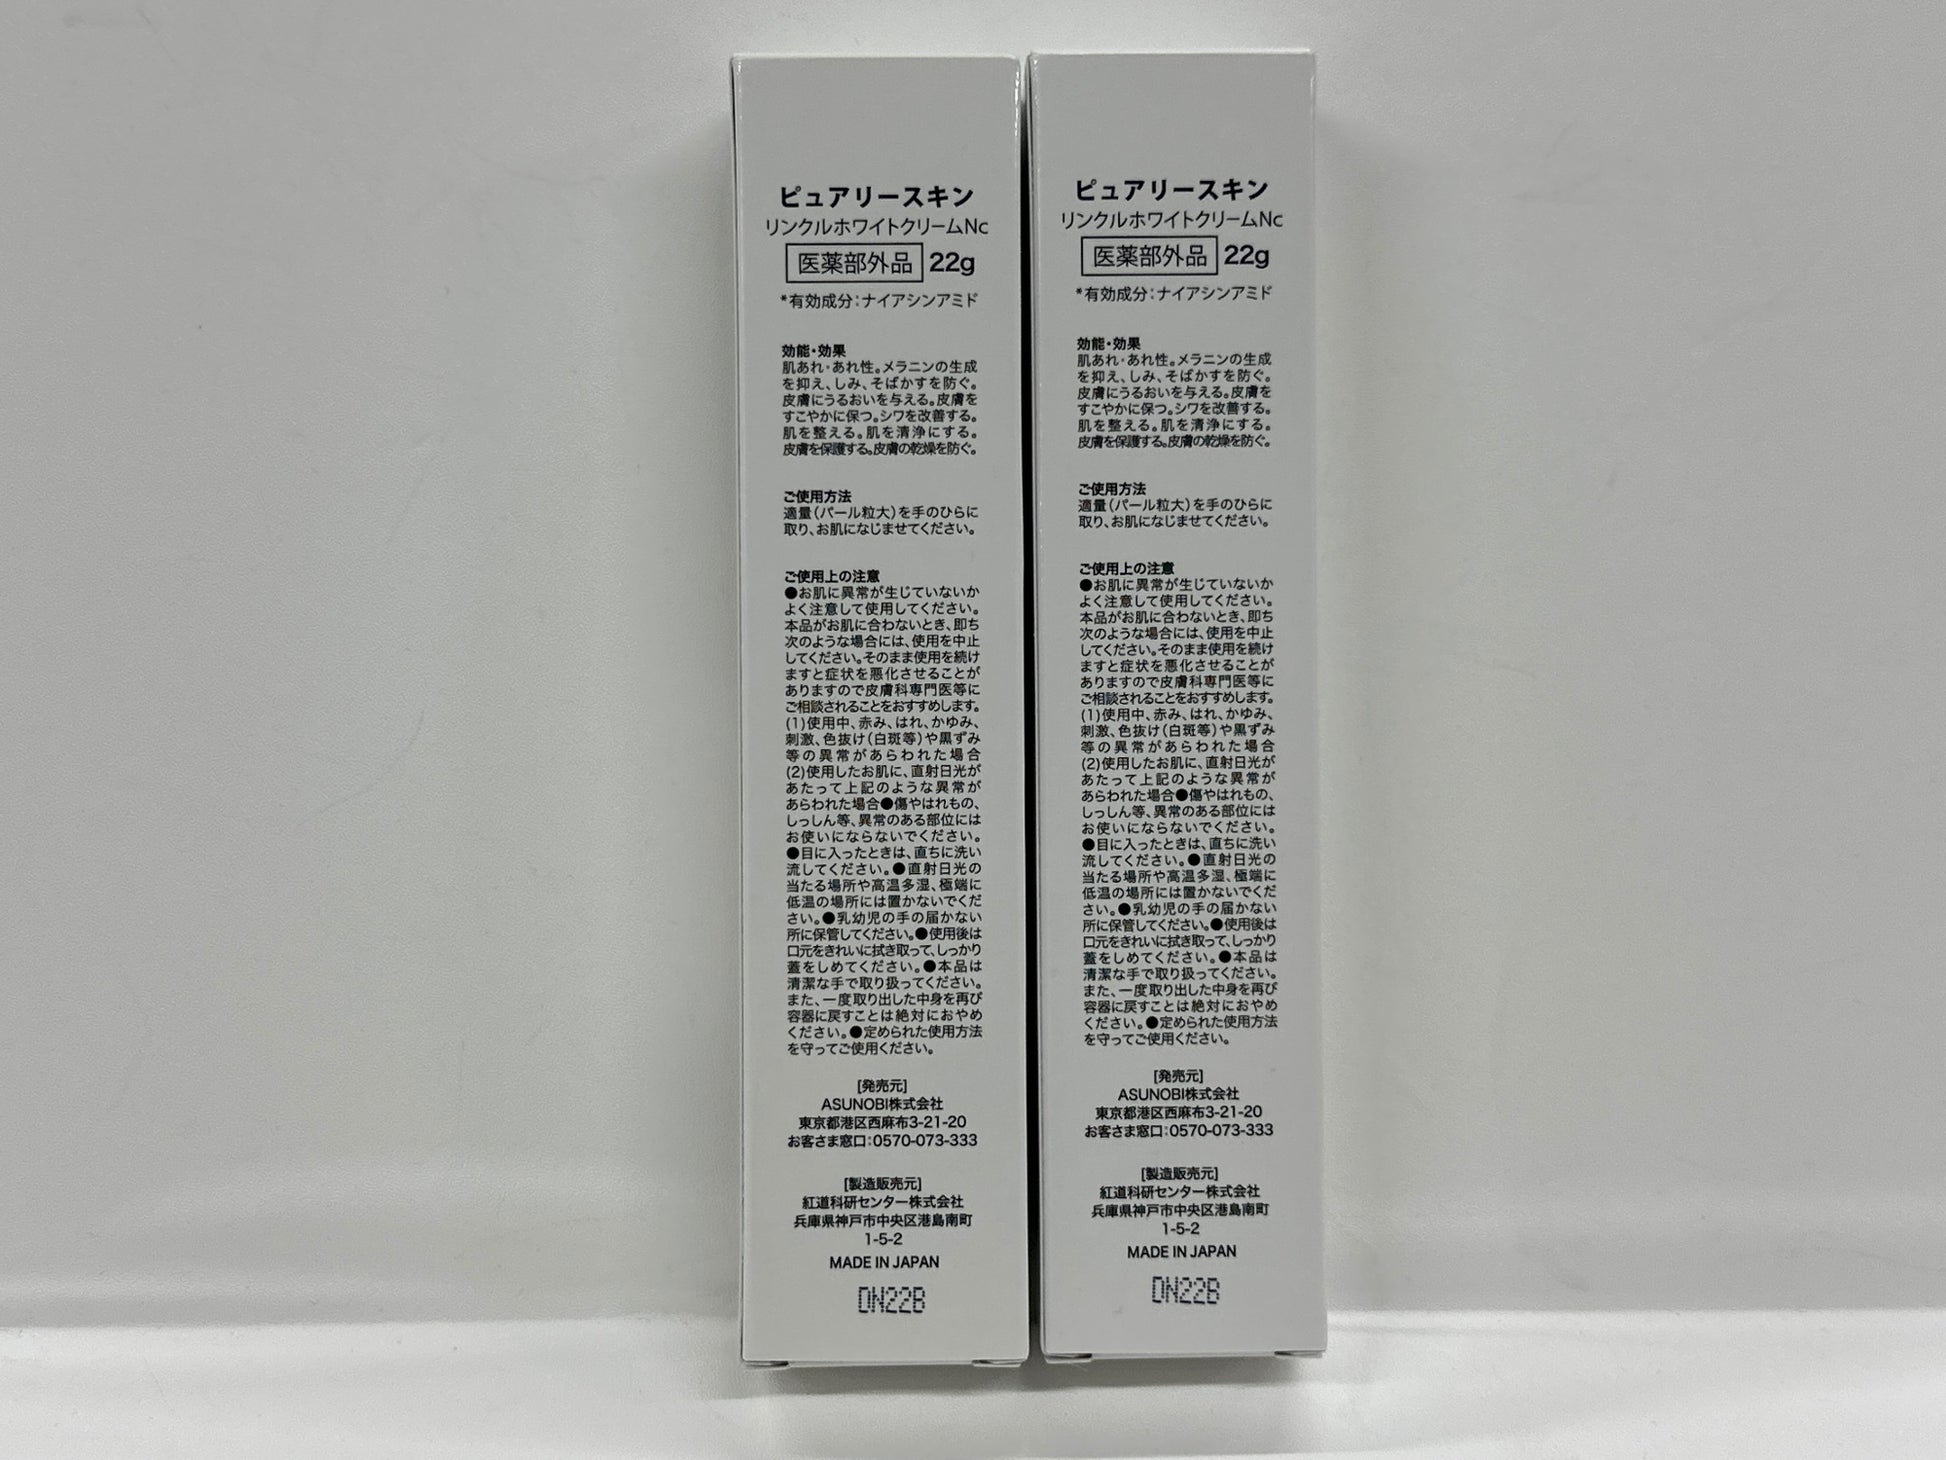 ピュアリースキン
リンクルホワイトクリームNc
医薬部外品 22g
*有効成分:ナイアシンアミド
効能・効果
肌あれ・あれ性。メラニンの生成
を抑え、しみ、そばかすを防ぐ。
皮膚にうるおいを与える。皮膚を
すこやかに保つ。シワを改善する。
肌を整える。肌を清浄にする。
皮膚を保護する。皮膚の乾燥を防ぐ。
ご使用方法
適量(パール粒大)を手のひらに
取り、お肌になじませてください。
ご使用上の注意
●お肌に異常が生じていないか
よく注意して使用してください。
本品がお肌に合わないとき、即ち
次のような場合には、使用を中止
してください。そのまま使用を続け
ますと症状を悪化させることが
ありますので皮膚科専門医等に
ご相談されることをおすすめします。
(1)使用中、赤み、はれ、かゆみ、
刺激、色抜け(白斑等)や黒ずみ
等の異常があらわれた場合
(2)使用したお肌に、直射日光が
あたって上記のような異常が
あらわれた場合●傷やはれもの、
しっしん等、異常のある部位には
お使いにならないでください。
●目に入ったときは、直ちに洗い
流してください。●直射日光の
当たる場所や高温多湿、極端に
低温の場所には置かないでくだ
さい。●乳幼児の手の届かない
所に保管してください。●使用後は
口元をきれいに拭き取って、しっかり
蓋をしめてください。●本品は
清潔な手で取り扱ってください。
また、一度取り出した中身を再び
容器に戻すことは絶対におやめ
ください。●定められた使用方法
を守ってご使用ください。
[発売元]
ASUNOBI株式会社
東京都港区西麻布3-21-20
お客さま窓口:0570-073-333
[製造販売元]
紅道科研センター株式会社
兵庫県神戸市中央区港島南町
1-5-2
MADE IN JAPAN
DN22B
ピュアリースキン
リンクルホワイトクリームNc
医薬部外品 22g
*有効成分:ナイアシンアミド
効能・効果
肌あれ・あれ性。メラニンの生成
を抑え、しみ、そばかすを防ぐ。
皮膚にうるおいを与える。皮膚を
すこやかに保つ。シワを改善する。
肌を整える。肌を清浄にする。
皮膚を保護する。皮膚の乾燥を防ぐ。
ご使用方法
適量(パール粒大)を手のひらに
取り、お肌になじませてください。
ご使用上の注意
●お肌に異常が生じていないか
よく注意して使用してください。
本品がお肌に合わないとき、即ち
次のような場合には、使用を中止
してください。そのまま使用を続け
ますと症状を悪化させることが
ありますので皮膚科専門医等に
ご相談されることをおすすめします。
(1)使用中、赤み、はれ、かゆみ、
刺激、色抜け(白斑等)や黒ずみ
等の異常があらわれた場合
(2)使用したお肌に、直射日光が
あたって上記のような異常が
あらわれた場合●傷やはれもの、
しっしん等、異常のある部位には
お使いにならないでください。
●目に入ったときは、直ちに洗い
流してください。●直射日光の
当たる場所や高温多湿、極端に
低温の場所には置かないでくだ
さい。●乳幼児の手の届かない
所に保管してください。●使用後は
口元をきれいに拭き取って、しっかり
蓋をしめてください。●本品は
清潔な手で取り扱ってください。
また、一度取り出した中身を再び
容器に戻すことは絶対におやめ
ください。●定められた使用方法
を守ってご使用ください。
[発売元]
ASUNOBI株式会社
東京都港区西麻布3-21-20
お客さま窓口:0570-073-333
[製造販売元]
紅道科研センター株式会社
兵庫県神戸市中央区港島南町
1-5-2
MADE IN JAPAN
DN22B